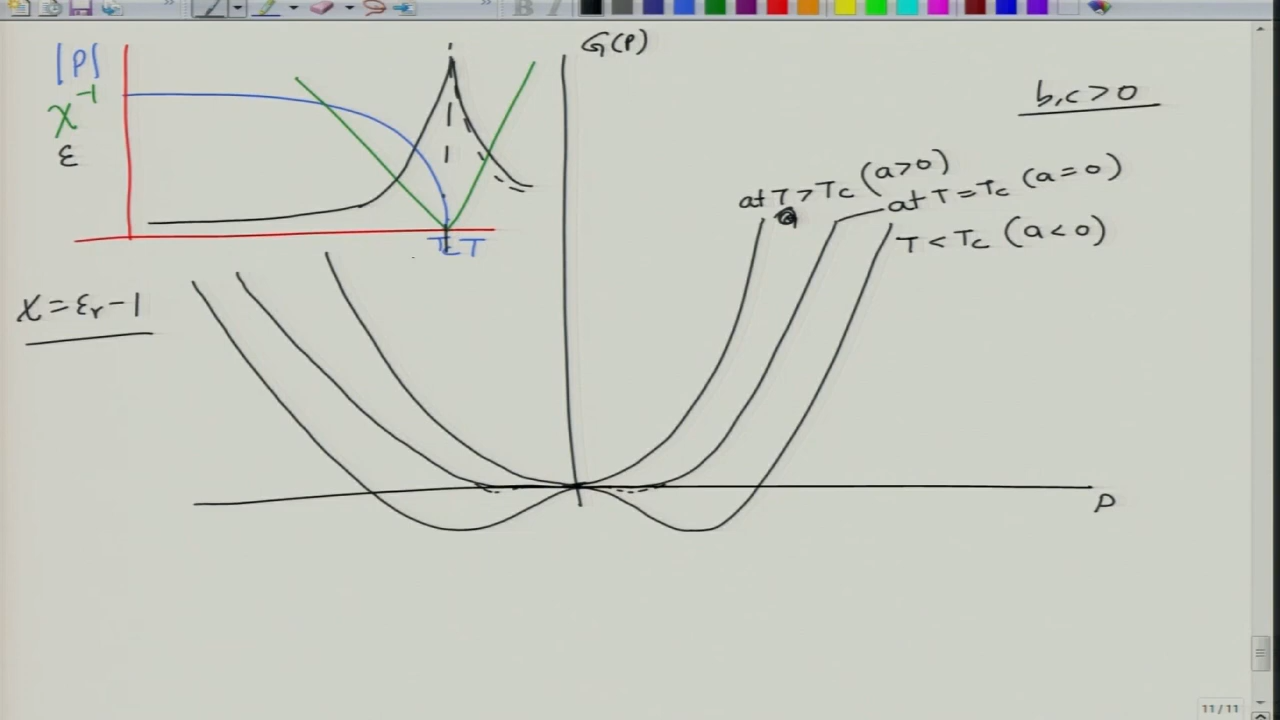 |P|
χ⁻¹
ε
Tc T
χ = εr - 1
G(P)
b, c > 0
at T > Tc (a > 0)
at T = Tc (a = 0)
T < Tc (a < 0)
P
11/11